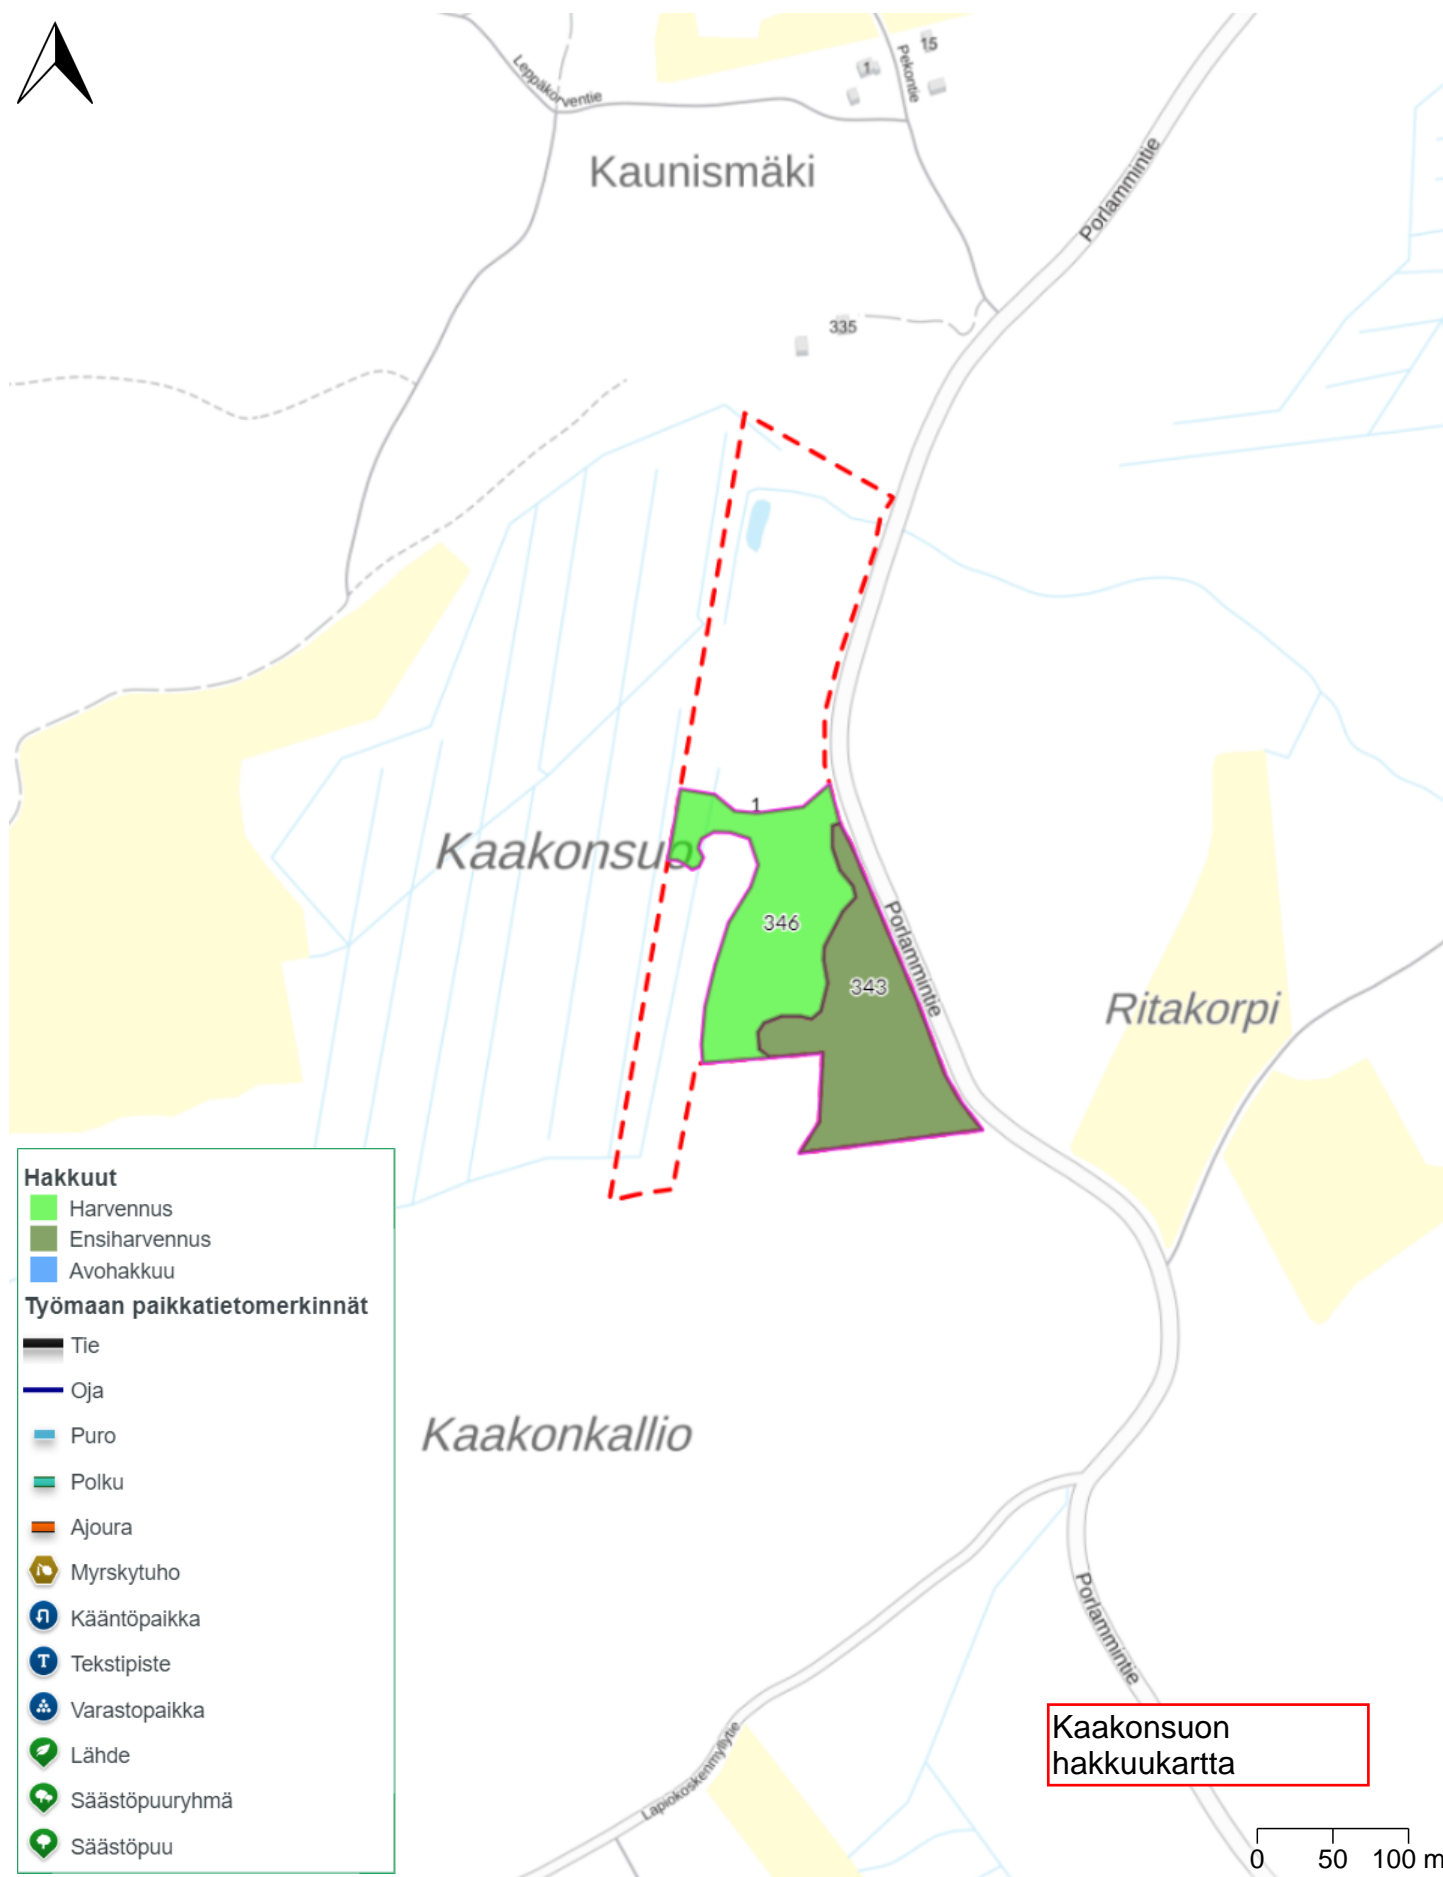 15
1
Pekontie
Leppäkorventie
Kaunismäki
Porlammintie
335
1
Kaakonsuo
346
343
Porlammintie
Ritakorpi
Hakkuut
Harvennus
Ensiharvennus
Avohakkuu
Työmaan paikkatietomerkinnät
Tie
Oja
Puro
Polku
Ajoura
Myrskytuho
Kääntöpaikka
T Tekstipiste
Varastopaikka
Lähde
Säästöpuuryhmä
Säästöpuu
Kaakonkallio
Porlammintie
Lapiokoskenmyllytie
Kaakonsuon
hakkuukartta
0 50 100 m